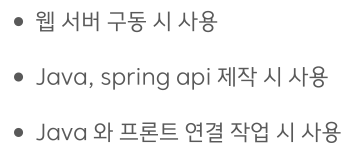 • 웹 서버 구동 시 사용
• Java, spring api 제작 시 사용
• Java 와 프론트 연결 작업 시 사용